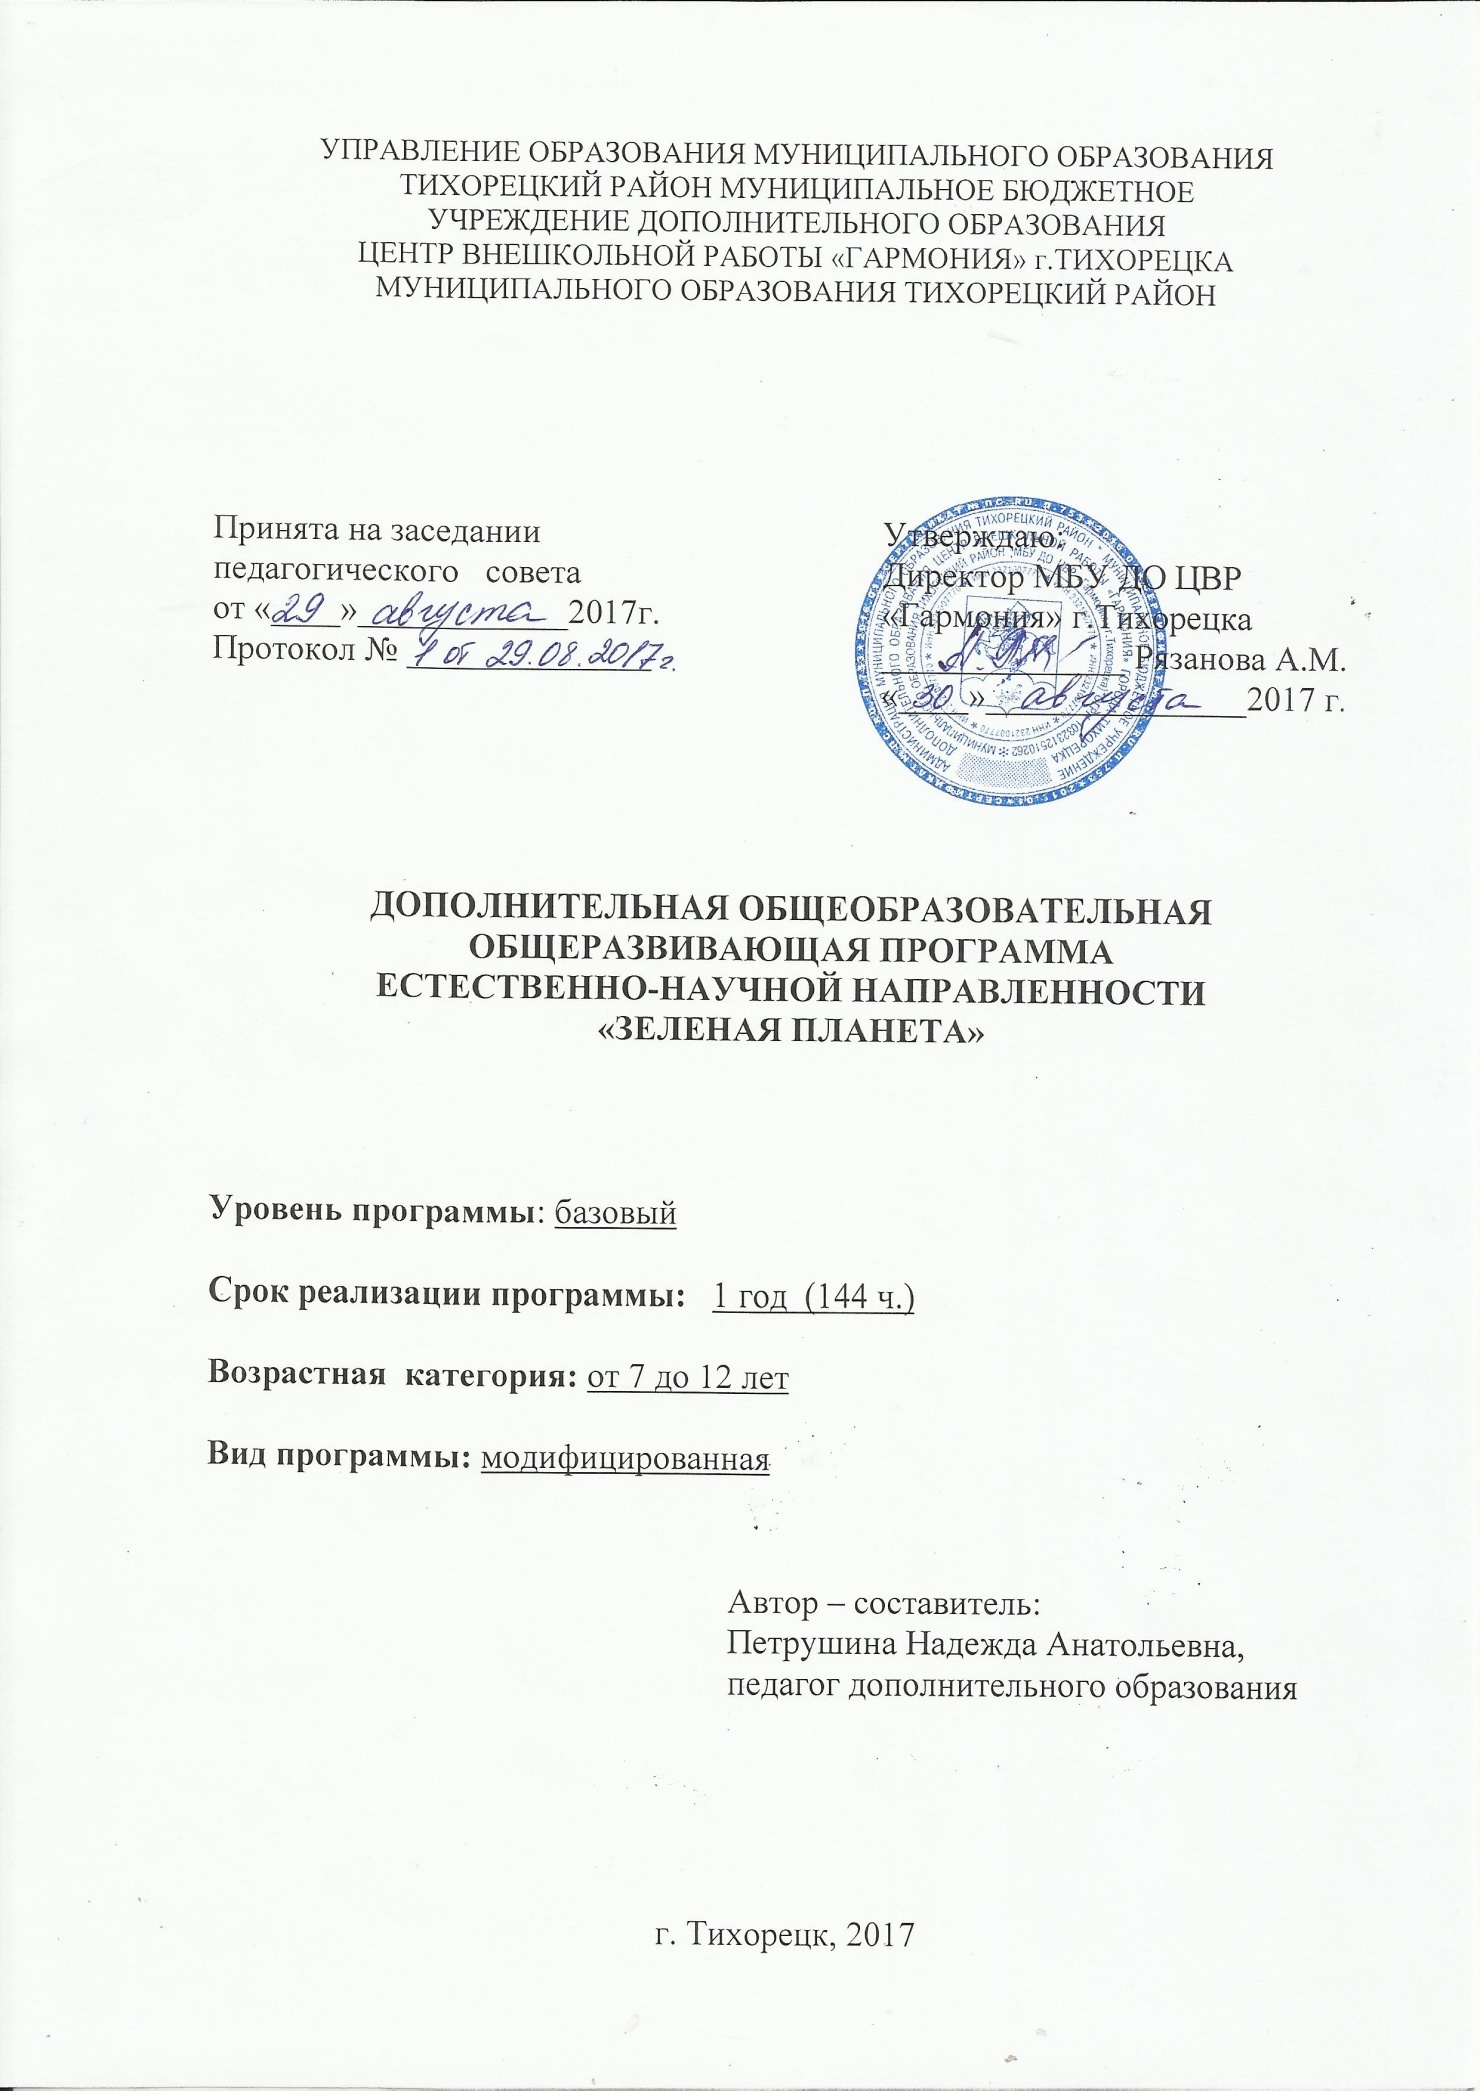 УПРАВЛЕНИЕ ОБРАЗОВАНИЯ МУНИЦИПАЛЬНОГО ОБРАЗОВАНИЯ
ТИХОРЕЦКИЙ РАЙОН МУНИЦИПАЛЬНОЕ БЮДЖЕТНОЕ
УЧРЕЖДЕНИЕ ДОПОЛНИТЕЛЬНОГО ОБРАЗОВАНИЯ
ЦЕНТР ВНЕШКОЛЬНОЙ РАБОТЫ «ГАРМОНИЯ» г.ТИХОРЕЦКА
МУНИЦИПАЛЬНОГО ОБРАЗОВАНИЯ ТИХОРЕЦКИЙ РАЙОН
Принята на заседании
педагогического совета
от «29» августа 2017г.
Протокол № 1 от 29.08.2017г.
Утверждаю:
Директор МБУ ДО ЦВР
«Гармония» г.Тихорецка
Рязанова А.М.
«30» августа 2017 г.
ДОПОЛНИТЕЛЬНАЯ ОБЩЕОБРАЗОВАТЕЛЬНАЯ
ОБЩЕРАЗВИВАЮЩАЯ ПРОГРАММА
ЕСТЕСТВЕННО-НАУЧНОЙ НАПРАВЛЕННОСТИ
«ЗЕЛЕНАЯ ПЛАНЕТА»
Уровень программы: базовый
Срок реализации программы: 1 год (144 ч.)
Возрастная категория: от 7 до 12 лет
Вид программы: модифицированная
Автор – составитель:
Петрушина Надежда Анатольевна,
педагог дополнительного образования
г. Тихорецк, 2017